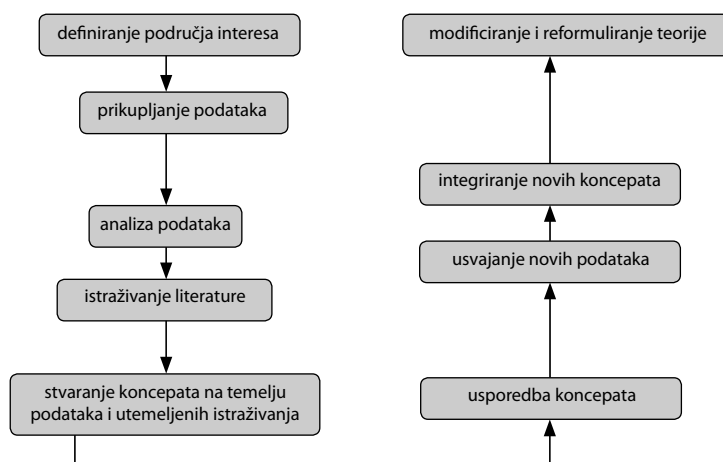 definiranje područja interesa
prikupljanje podataka
analiza podataka
istraživanje literature
stvaranje koncepata na temelju
podataka i utemeljenih istraživanja
modificiranje i reformuliranje teorije
integriranje novih koncepata
usvajanje novih podataka
usporedba koncepata